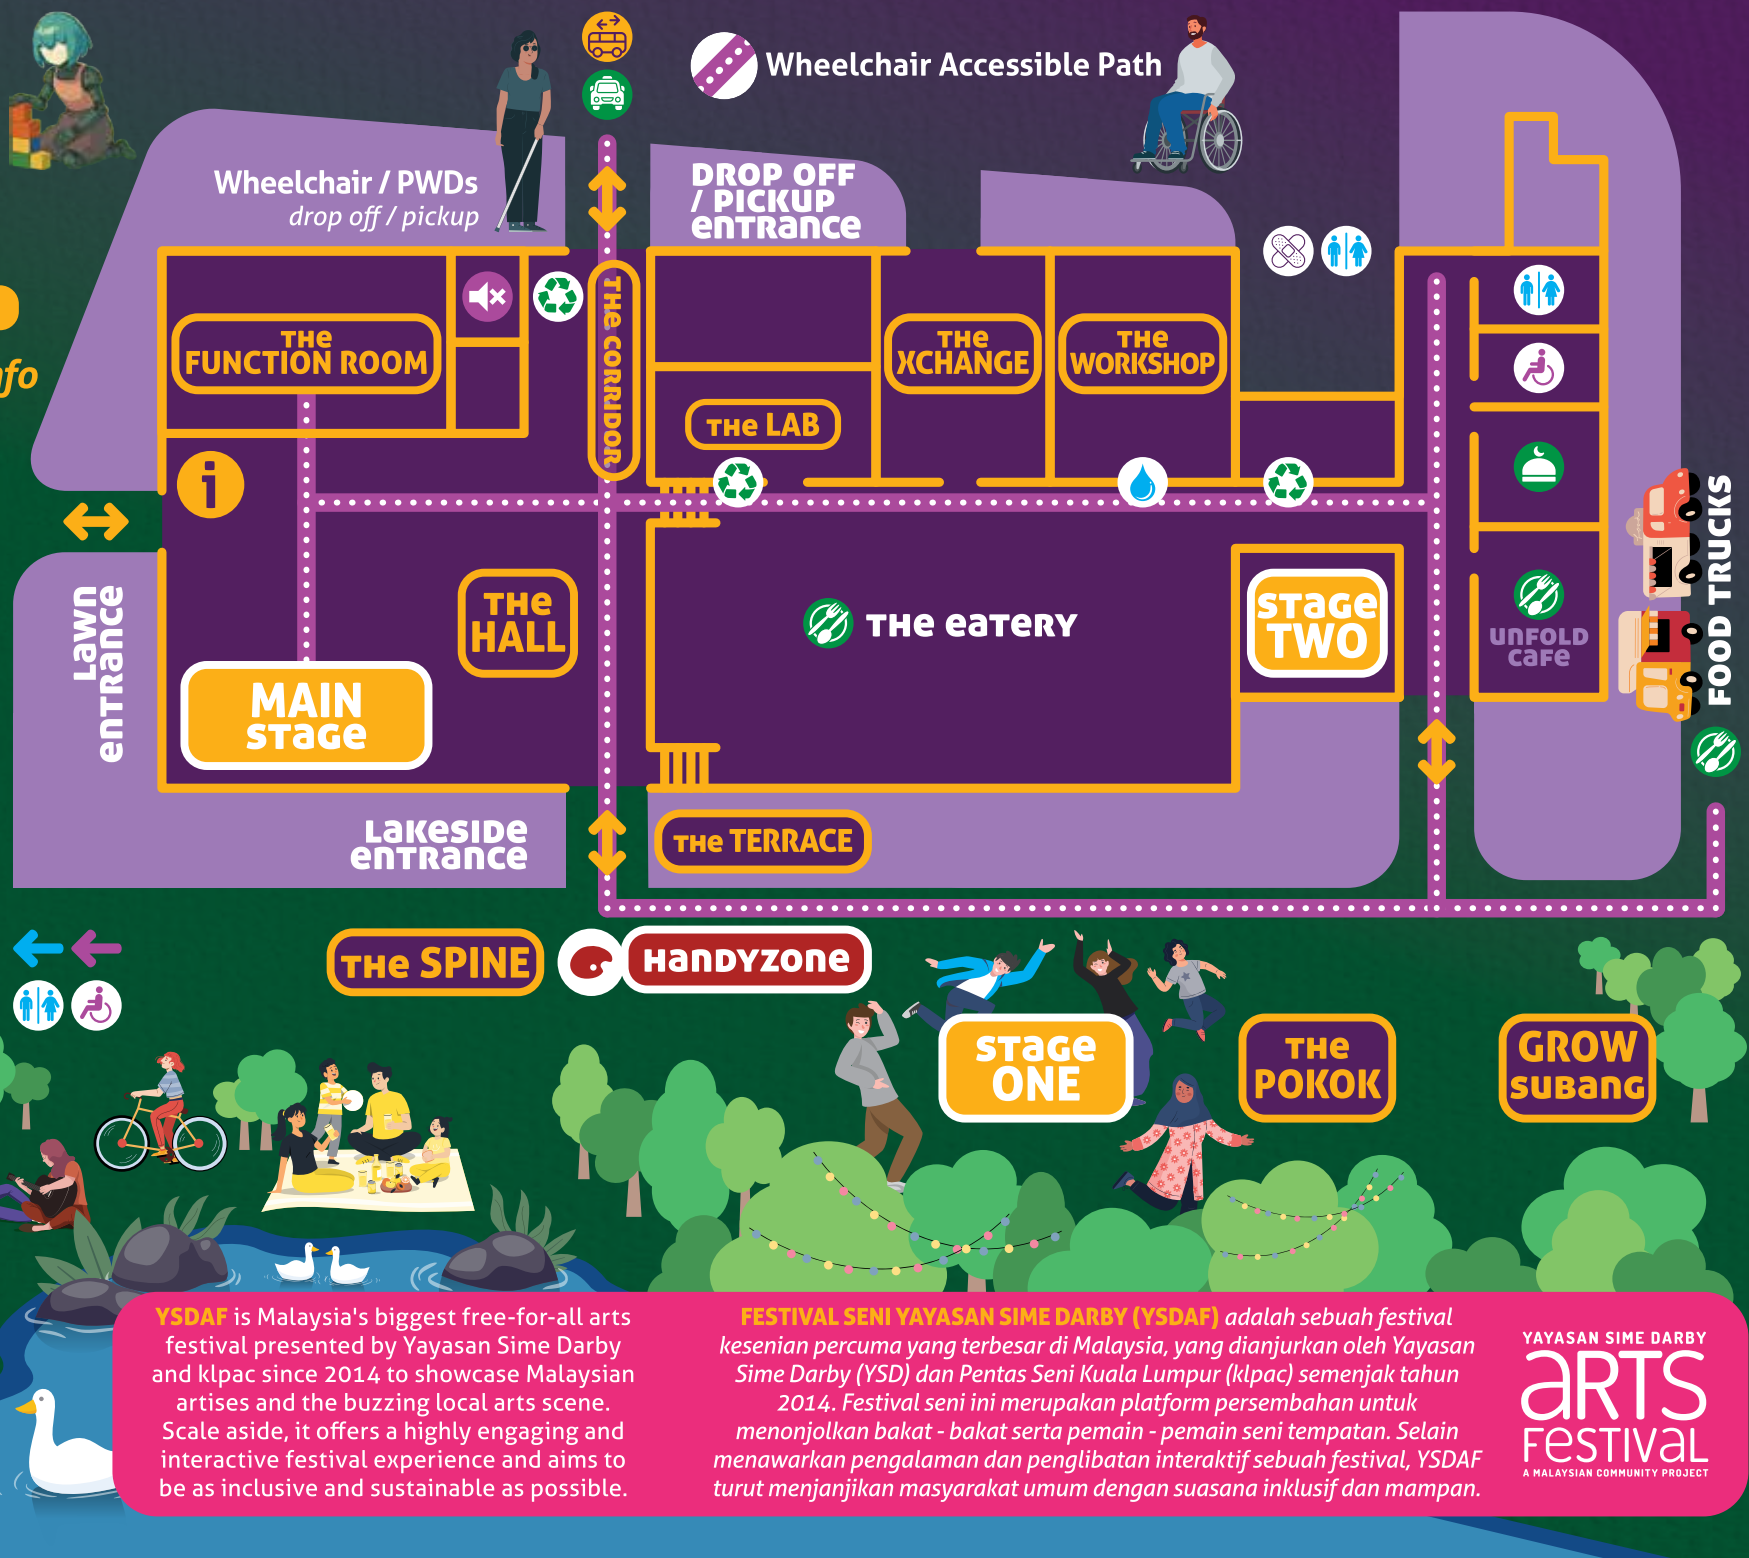 Wheelchair Accessible Path
Wheelchair / PWDs
drop off / pickup
DROP OFF
/ PICKUP
enTRance
THE CORRIDOR
THE
FUNCTION ROOM
THE
XCHANGE
THE
WORKSHOP
THE LAB
i
FOOD TRUCKS
Lawn
enTRance
THE
HALL
THE eaTERY
STage
TWO
unFOLD
CaFe
MAIN
STage
LaKeSIDe
enTRance
THE TERRACE
THE SPINE
HanDYZOne
STage
ONE
THE
POKOK
GROW
SUBanG
YSDAF is Malaysia's biggest free-for-all arts
festival presented by Yayasan Sime Darby
and klpac since 2014 to showcase Malaysian
artises and the buzzing local arts scene.
Scale aside, it offers a highly engaging and
interactive festival experience and aims to
be as inclusive and sustainable as possible.
FESTIVAL SENI YAYASAN SIME DARBY (YSDAF) adalah sebuah festival
kesenian percuma yang terbesar di Malaysia, yang dianjurkan oleh Yayasan
Sime Darby (YSD) dan Pentas Seni Kuala Lumpur (klpac) semenjak tahun
2014. Festival seni ini merupakan platform persembahan untuk
menonjolkan bakat - bakat serta pemain - pemain seni tempatan. Selain
menawarkan pengalaman dan penglibatan interaktif sebuah festival, YSDAF
turut menjanjikan masyarakat umum dengan suasana inklusif dan mampan.
YAYASAN SIME DARBY
aRTS
FeSTIVaL
A MALAYSIAN COMMUNITY PROJECT